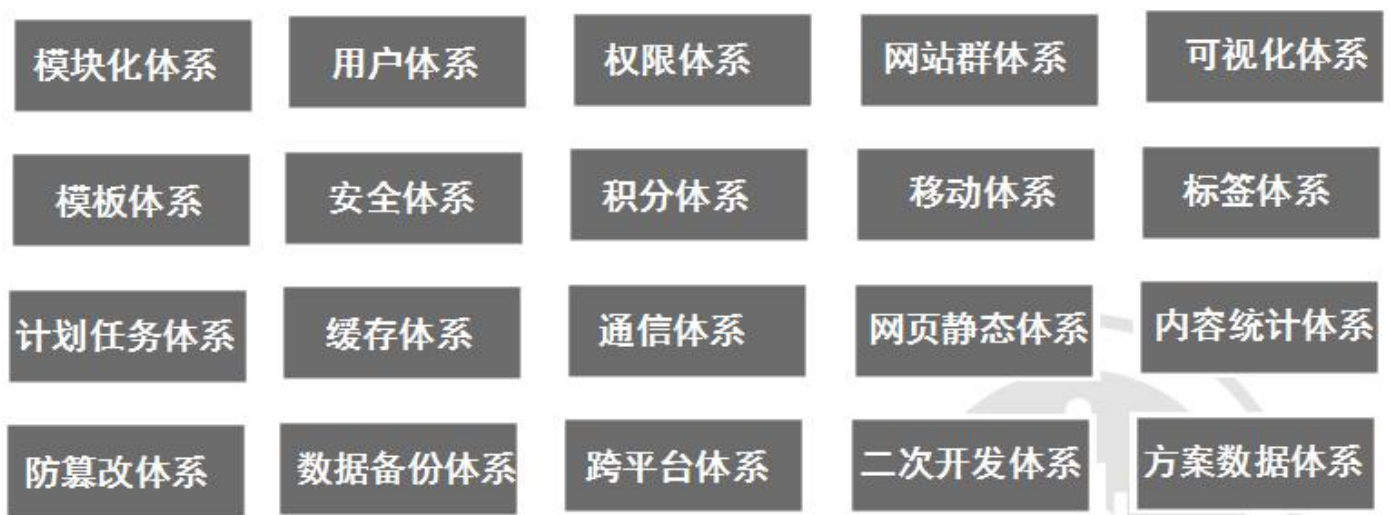 模块化体系 用户体系 权限体系 网站群体系 可视化体系
模板体系 安全体系 积分体系 移动体系 标签体系
计划任务体系 缓存体系 通信体系 网页静态体系 内容统计体系
防篡改体系 数据备份体系 跨平台体系 二次开发体系 方案数据体系